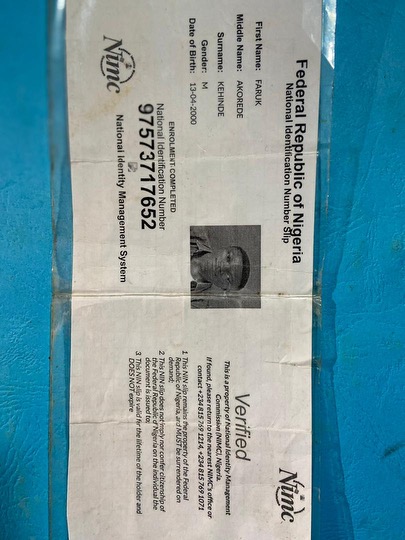 Federal Republic of Nigeria
National Identification Number Slip
First Name: FARUK
Middle Name: AKOREDE
Surname: KEHINDE
Gender: M
Date of Birth: 13-04-2000
ENROLMENT COMPLETED
National Identification Number
97573717652
Nimc
National Identity Management System
Nimc
Verified
This is a property of National Identity Management
Commission (NIMC), Nigeria.
If found, please return to the nearest NIMC's office or
contact +234 815 769 1214, +234 815 769 1071
1. This NIN slip remains the property of the Federal
Republic of Nigeria, and MUST be surrendered on
demand;
2. This NIN slip does not imply nor confer citizenship of
the Federal Republic of Nigeria on the individual the
document is issued to;
3. This NIN slip is valid for the lifetime of the holder and
DOES NOT expire.